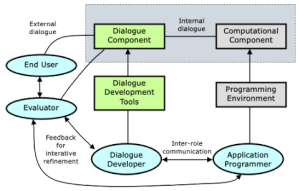 External
dialogue
Dialogue
Component
Internal
dialogue
Computational
Component
End User
Evaluator
Dialogue
Development
Tools
Programming
Environment
Feedback
for
interative
refinement
Dialogue
Developer
Inter-role
communication
Application
Programmer